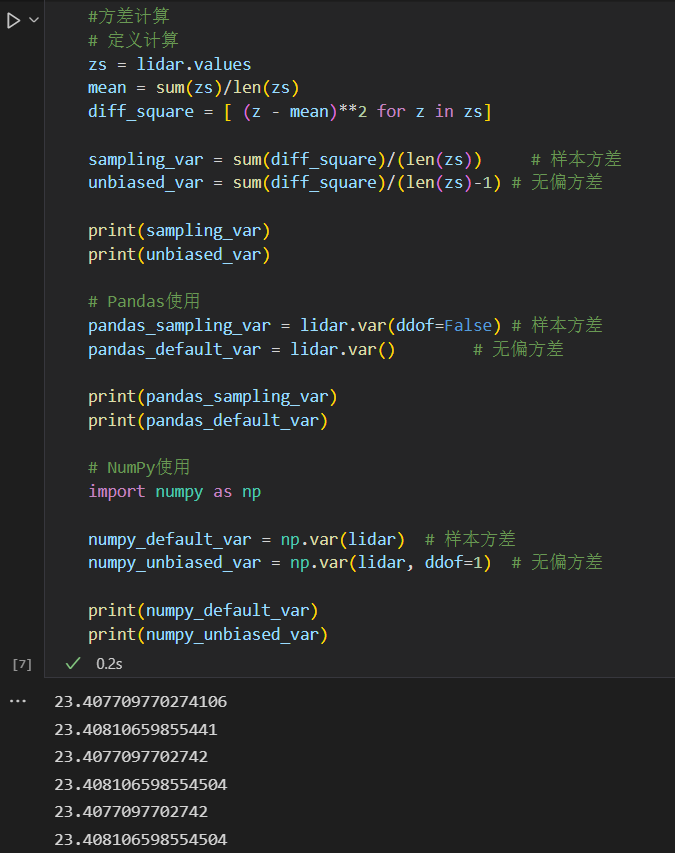 #方差计算
# 定义计算
zs = lidar.values
mean = sum(zs)/len(zs)
diff_square = [ (z - mean)**2 for z in zs]
sampling_var = sum(diff_square)/(len(zs))     # 样本方差
unbiased_var = sum(diff_square)/(len(zs)-1) # 无偏方差
print(sampling_var)
print(unbiased_var)
# Pandas使用
pandas_sampling_var = lidar.var(ddof=False) # 样本方差
pandas_default_var = lidar.var()        # 无偏方差
print(pandas_sampling_var)
print(pandas_default_var)
# NumPy使用
import numpy as np
numpy_default_var = np.var(lidar)  # 样本方差
numpy_unbiased_var = np.var(lidar, ddof=1)  # 无偏方差
print(numpy_default_var)
print(numpy_unbiased_var)
[7] 0.2s
23.407709770274106
23.40810659855441
23.4077097702742
23.408106598554504
23.4077097702742
23.408106598554504